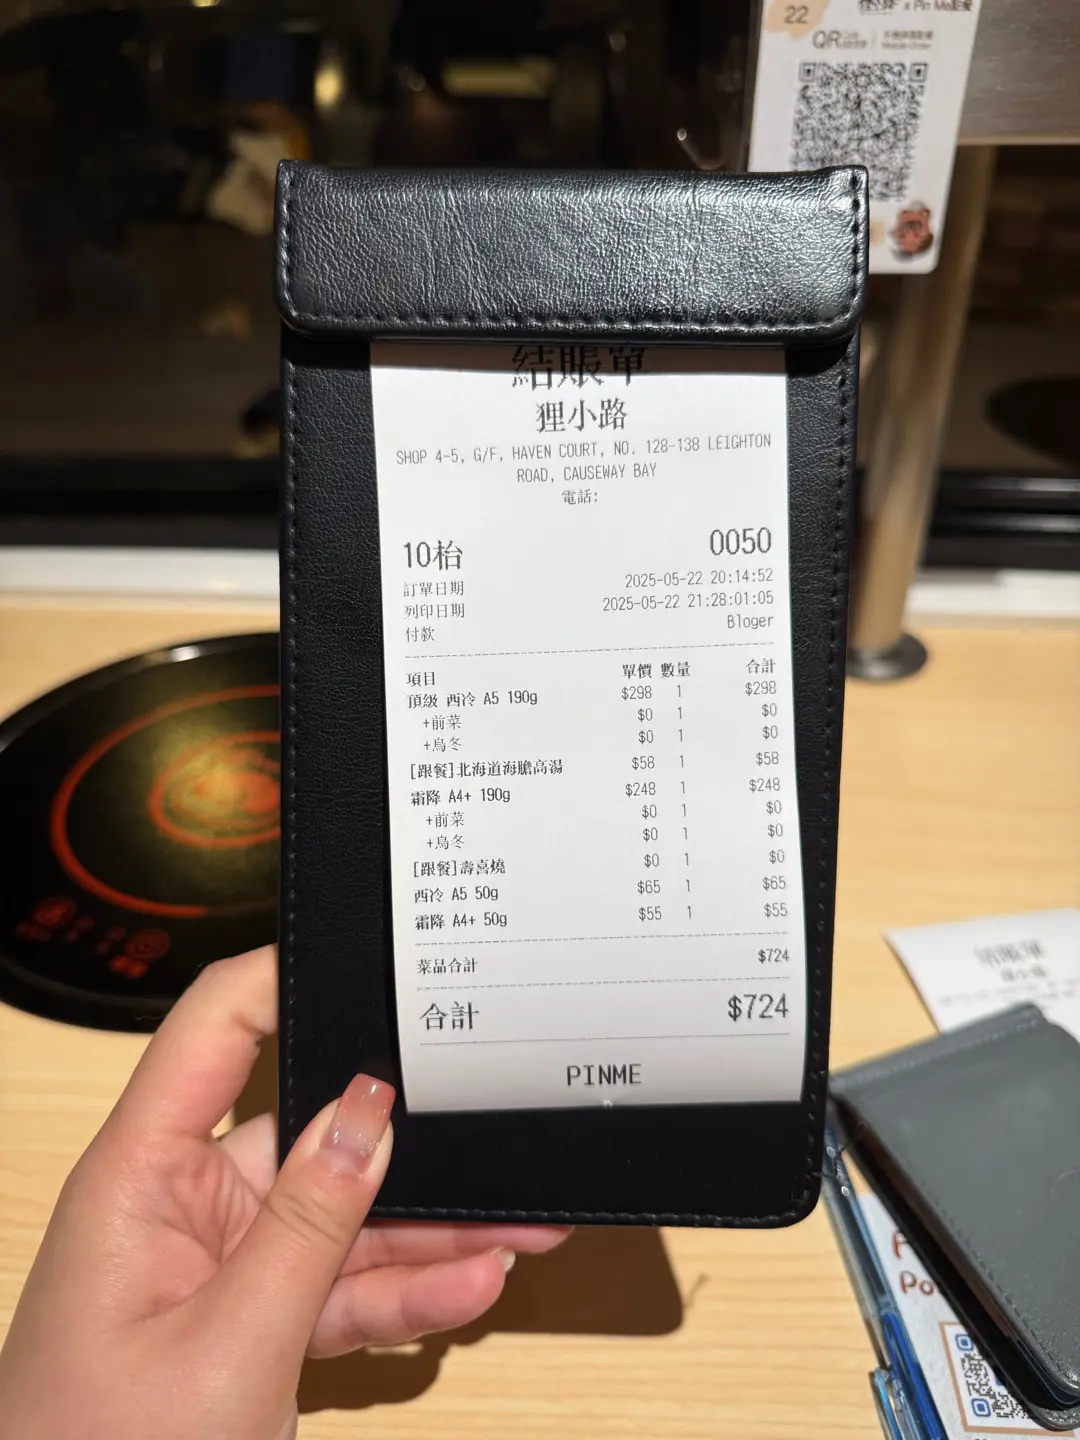 22
x Pin Me
QR
結賬單
狸小路
SHOP 4-5, G/F, HAVEN COURT, NO. 128-138 LEIGHTON
ROAD, CAUSEWAY BAY
電話:
10枱 0050
訂單日期 2025-05-22 20:14:52
列印日期 2025-05-22 21:28:01:05
付款 Bloger
項目 單價 數量 合計
頂級 西冷 A5 190g $298 1 $298
+前菜 $0 1 $0
+烏冬 $0 1 $0
[跟餐]北海道海膽高湯 $58 1 $58
霜降 A4+ 190g $248 1 $248
+前菜 $0 1 $0
+烏冬 $0 1 $0
[跟餐]壽喜燒 $0 1 $0
西冷 A5 50g $65 1 $65
霜降 A4+ 50g $55 1 $55
菜品合計 $724
合計 $724
PINME
結賬單